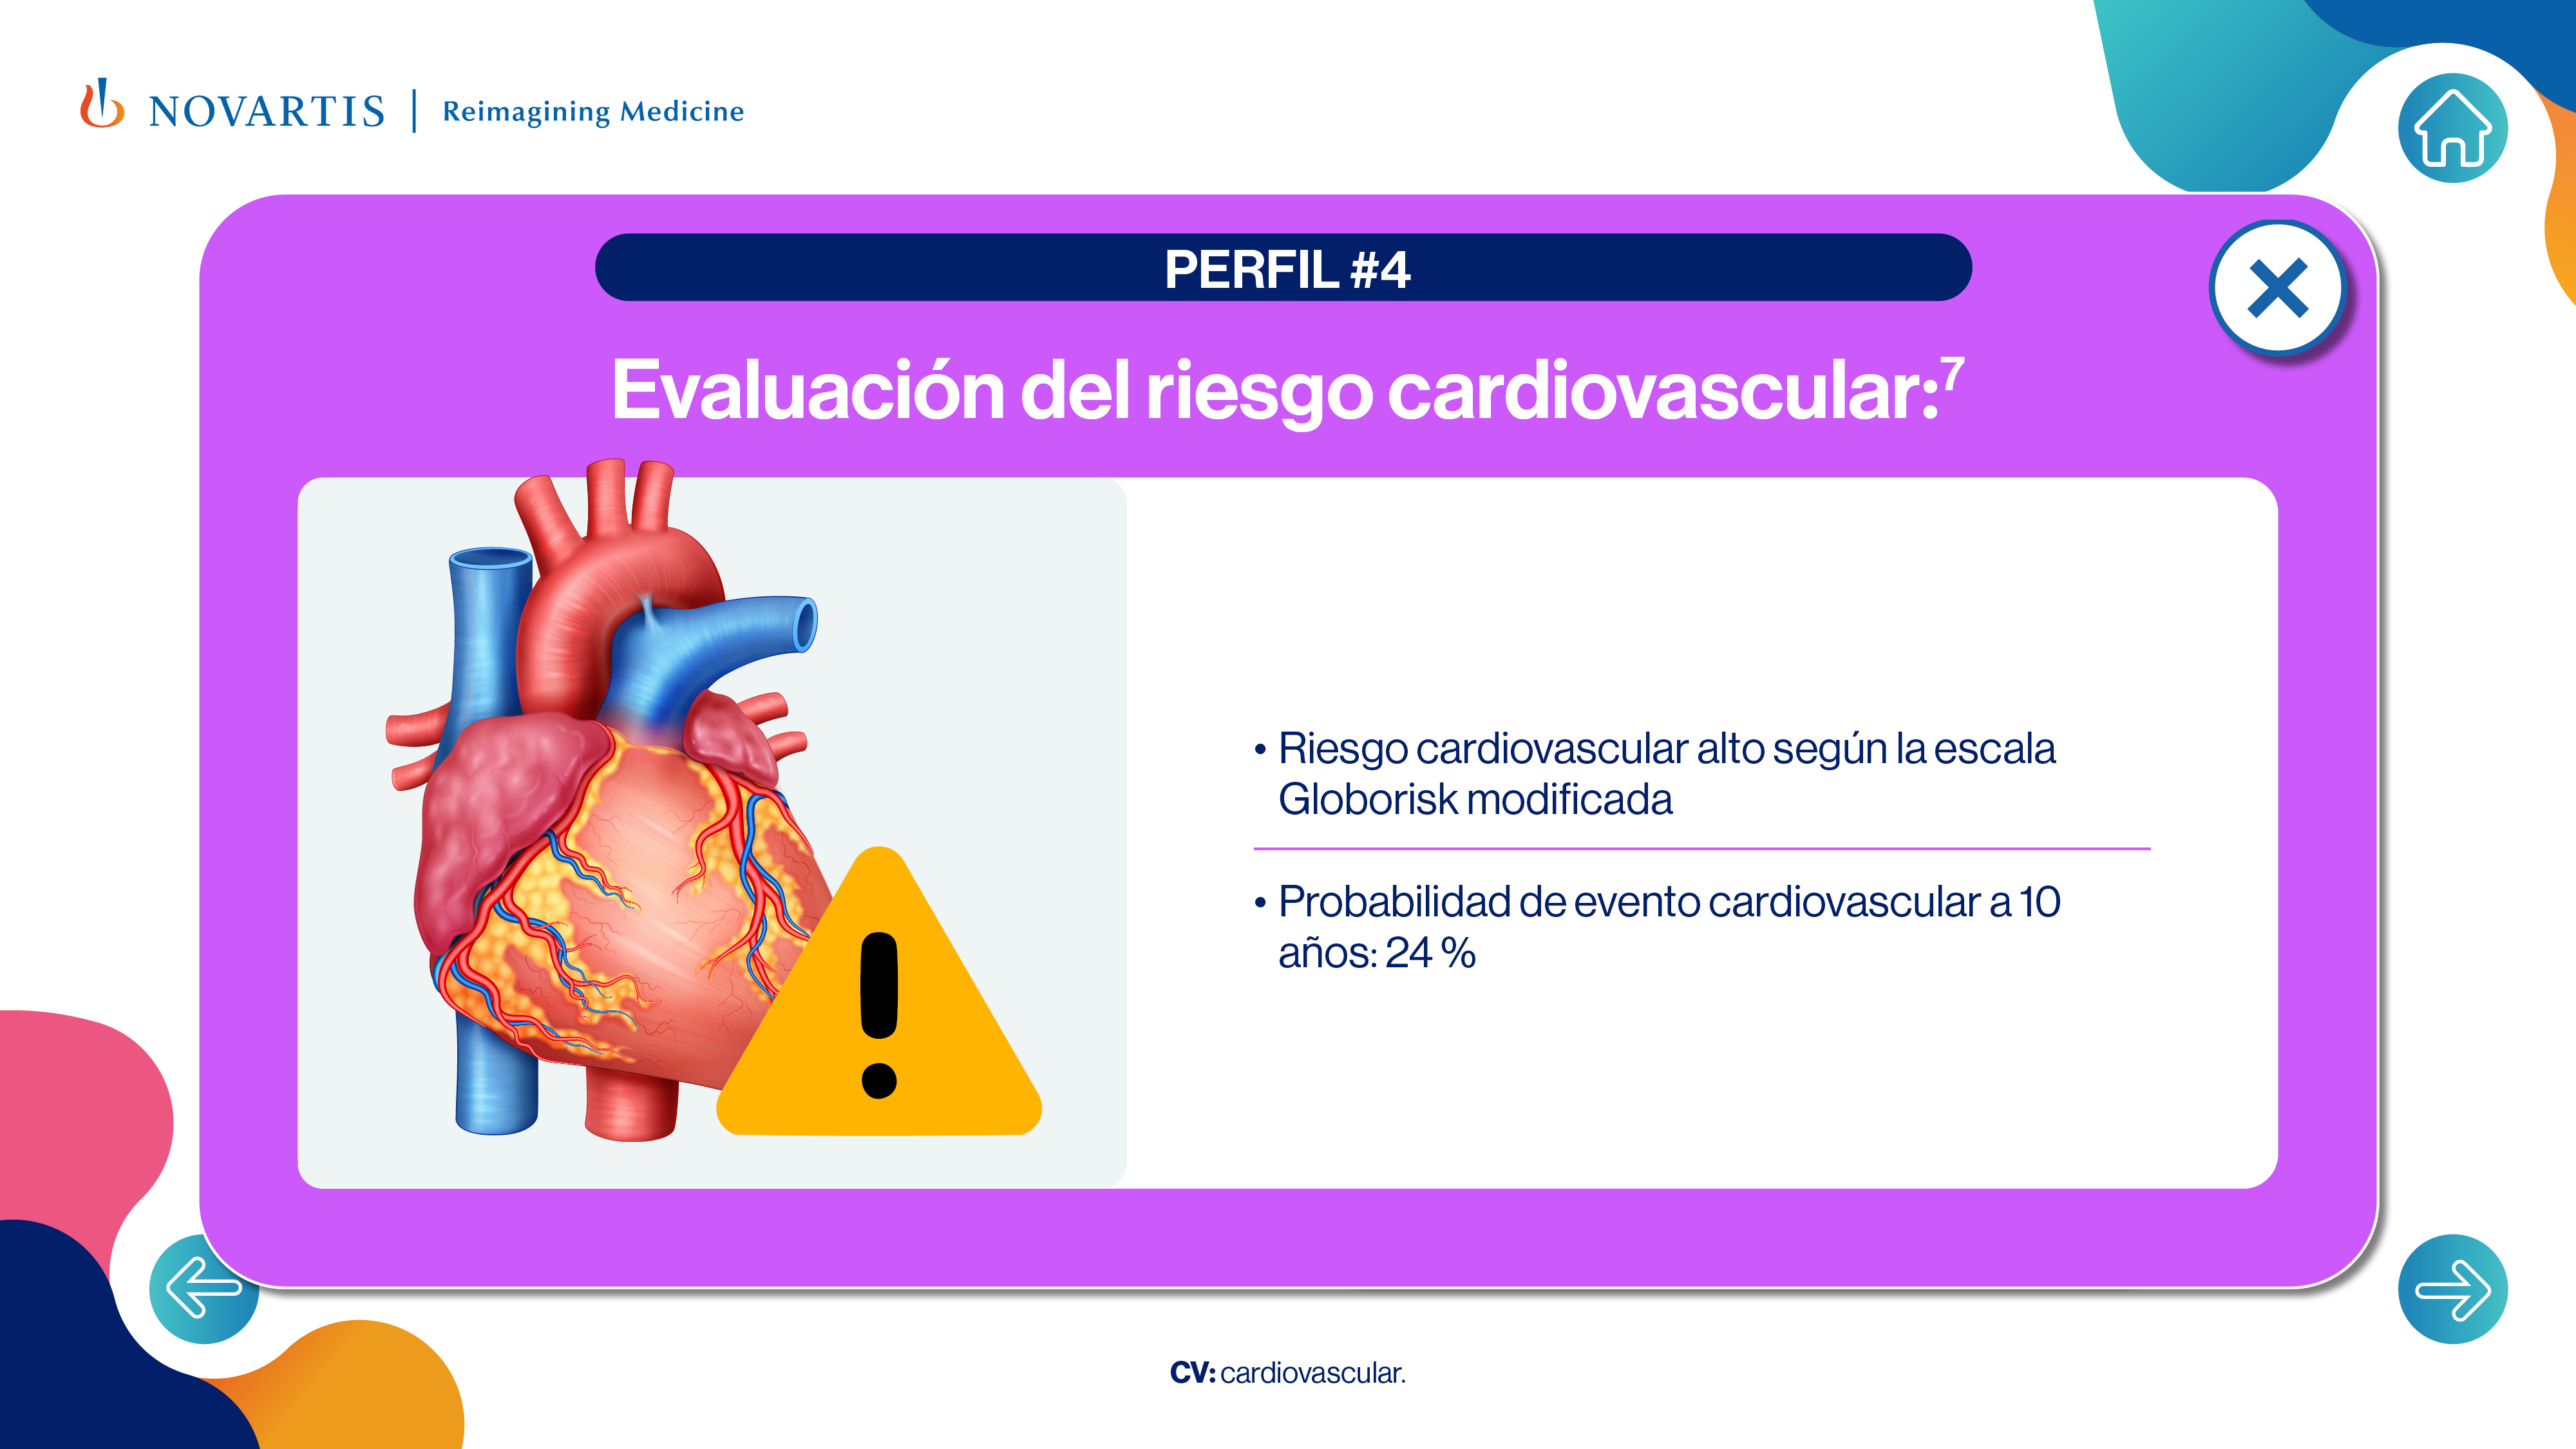 NOVARTIS | Reimagining Medicine
PERFIL #4
Evaluación del riesgo cardiovascular:⁷
• Riesgo cardiovascular alto según la escala
Globorisk modificada
• Probabilidad de evento cardiovascular a 10
años: 24 %
CV: cardiovascular.